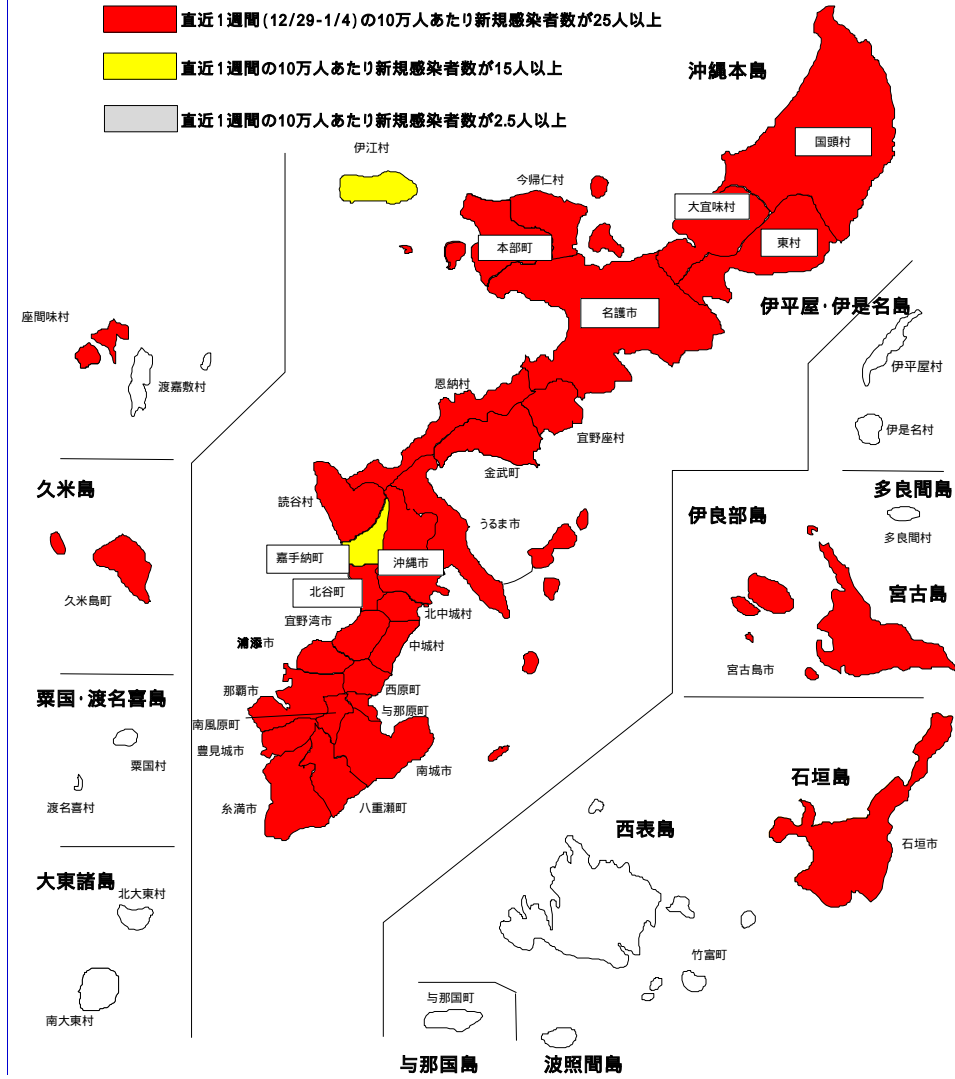 直近1週間(12/29-1/4)の10万人あたり新規感染者数が25人以上
直近1週間の10万人あたり新規感染者数が15人以上
直近1週間の10万人あたり新規感染者数が2.5人以上
沖縄本島
国頭村
伊江村
今帰仁村
大宜味村
東村
本部町
名護市
伊平屋・伊是名島
伊平屋村
伊是名村
座間味村
渡嘉敷村
恩納村
宜野座村
金武町
久米島
久米島町
読谷村
うるま市
嘉手納町
沖縄市
北谷町
北中城村
宜野湾市
浦添市
中城村
多良間島
多良間村
伊良部島
宮古島
宮古島市
粟国・渡名喜島
粟国村
渡名喜村
那覇市
西原町
与那原町
南風原町
豊見城市
南城市
糸満市
八重瀬町
石垣島
石垣市
西表島
竹富町
大東諸島
北大東村
南大東村
与那国町
与那国島
波照間島